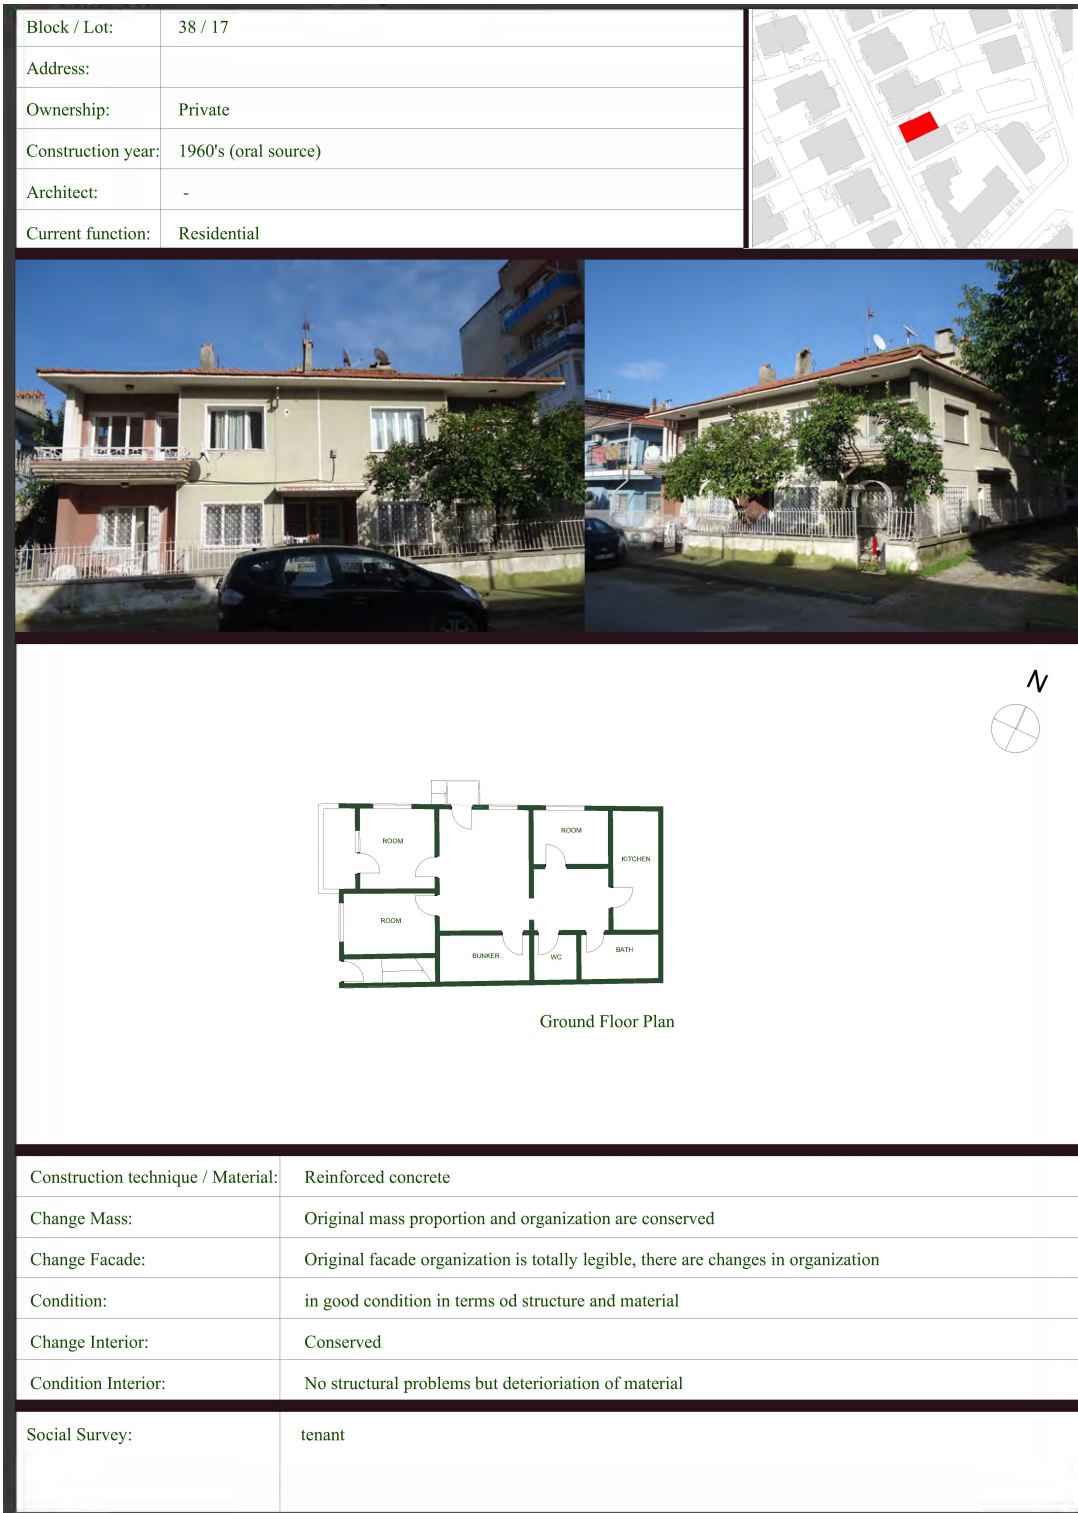 Block / Lot: 38 / 17
Address:
Ownership: Private
Construction year: 1960's (oral source)
Architect: -
Current function: Residential
N
ROOM
ROOM
KITCHEN
ROOM
BUNKER
WC
BATH
Ground Floor Plan
Construction technique / Material: Reinforced concrete
Change Mass: Original mass proportion and organization are conserved
Change Facade: Original facade organization is totally legible, there are changes in organization
Condition: in good condition in terms od structure and material
Change Interior: Conserved
Condition Interior: No structural problems but deterioriation of material
Social Survey: tenant